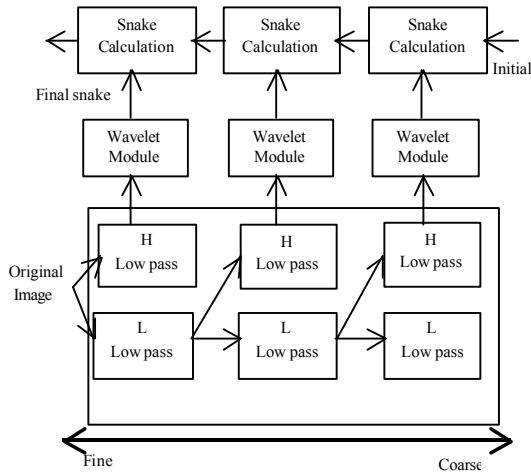 Snake
Calculation
Snake
Calculation
Snake
Calculation
Initial
Final snake
Wavelet
Module
Wavelet
Module
Wavelet
Module
Original
Image
H
Low pass
H
Low pass
H
Low pass
L
Low pass
L
Low pass
L
Low pass
Fine
Coarse